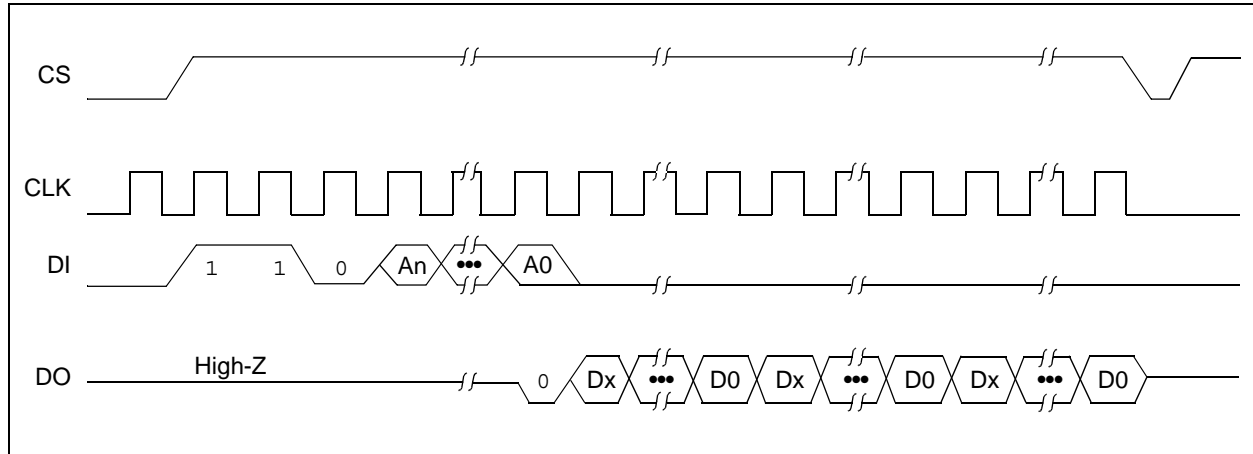 CS
CLK
DI 1 1 0 An ••• A0
DO High-Z 0 Dx ••• D0 Dx ••• D0 Dx ••• D0